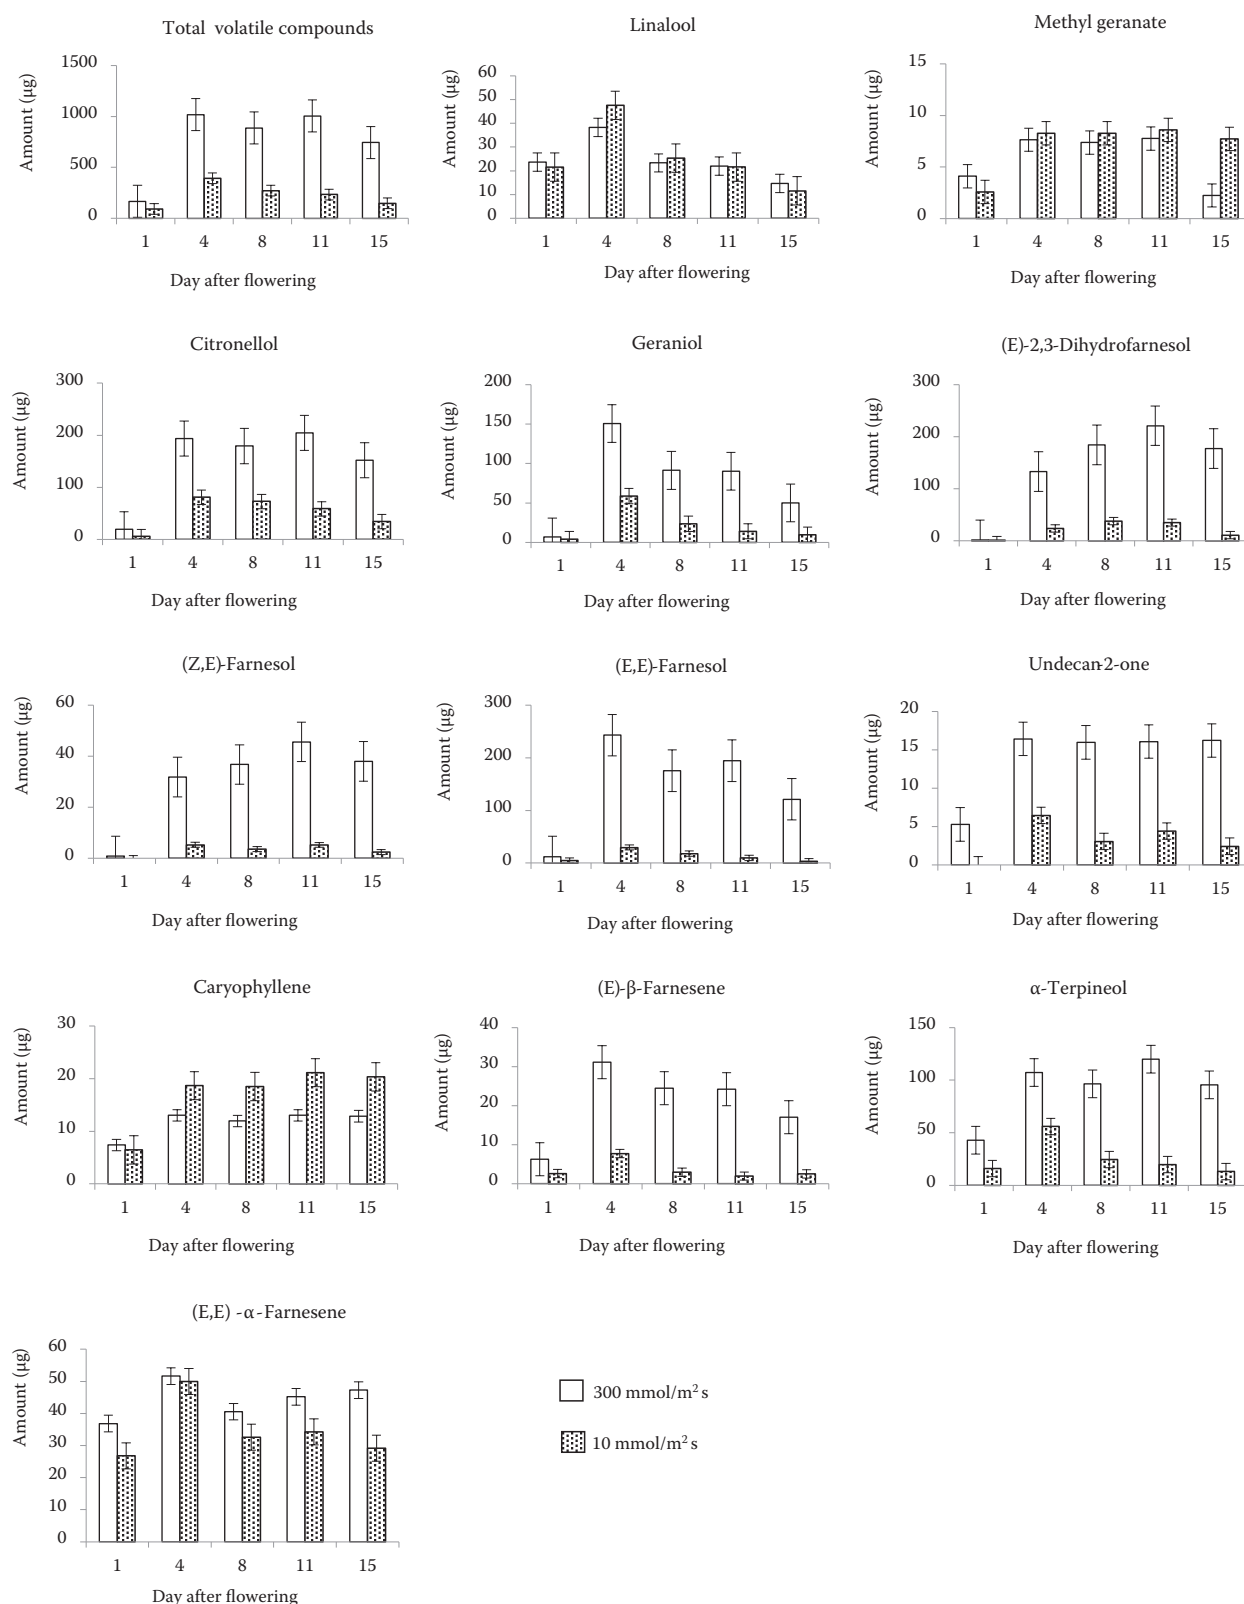 Total volatile compounds
Amount (µg)
1500
1000
500
0
1 4 8 11 15
Day after flowering
Linalool
Amount (µg)
60
50
40
30
20
10
0
1 4 8 11 15
Day after flowering
Methyl geranate
Amount (µg)
15
10
5
0
1 4 8 11 15
Day after flowering
Citronellol
Amount (µg)
300
200
100
0
1 4 8 11 15
Day after flowering
Geraniol
Amount (µg)
200
150
100
50
0
1 4 8 11 15
Day after flowering
(E)-2,3-Dihydrofarnesol
Amount (µg)
300
200
100
0
1 4 8 11 15
Day after flowering
(Z,E)-Farnesol
Amount (µg)
60
40
20
0
1 4 8 11 15
Day after flowering
(E,E)-Farnesol
Amount (µg)
300
200
100
0
1 4 8 11 15
Day after flowering
Undecan-2-one
Amount (µg)
20
15
10
5
0
1 4 8 11 15
Day after flowering
Caryophyllene
Amount (µg)
30
20
10
0
1 4 8 11 15
Day after flowering
(E)-β-Farnesene
Amount (µg)
40
30
20
10
0
1 4 8 11 15
Day after flowering
α-Terpineol
Amount (µg)
150
100
50
0
1 4 8 11 15
Day after flowering
(E,E) -α-Farnesene
Amount (µg)
60
50
40
30
20
10
0
1 4 8 11 15
Day after flowering
300 mmol/m² s
10 mmol/m² s